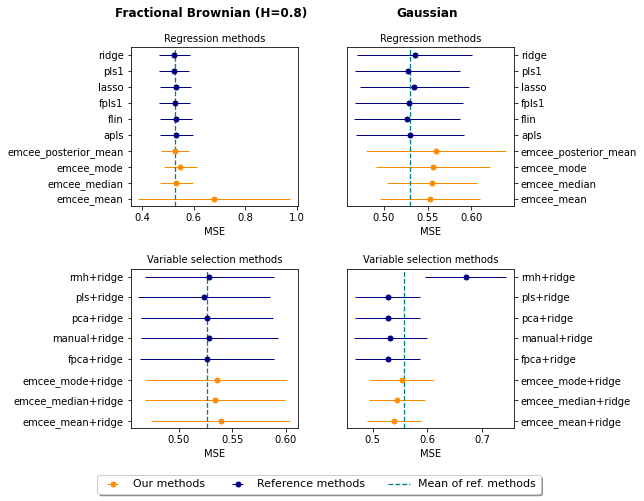 Fractional Brownian (H=0.8)
Gaussian
Regression methods
ridge
pls1
lasso
fpls1
flin
apls
emcee_posterior_mean
emcee_mode
emcee_median
emcee_mean
0.4 0.6 0.8 1.0
MSE
Regression methods
ridge
pls1
lasso
fpls1
flin
apls
emcee_posterior_mean
emcee_mode
emcee_median
emcee_mean
0.50 0.55 0.60
MSE
Variable selection methods
rmh+ridge
pls+ridge
pca+ridge
manual+ridge
fpca+ridge
emcee_mode+ridge
emcee_median+ridge
emcee_mean+ridge
0.50 0.55 0.60
MSE
Variable selection methods
rmh+ridge
pls+ridge
pca+ridge
manual+ridge
fpca+ridge
emcee_mode+ridge
emcee_median+ridge
emcee_mean+ridge
0.5 0.6 0.7
MSE
Our methods Reference methods Mean of ref. methods